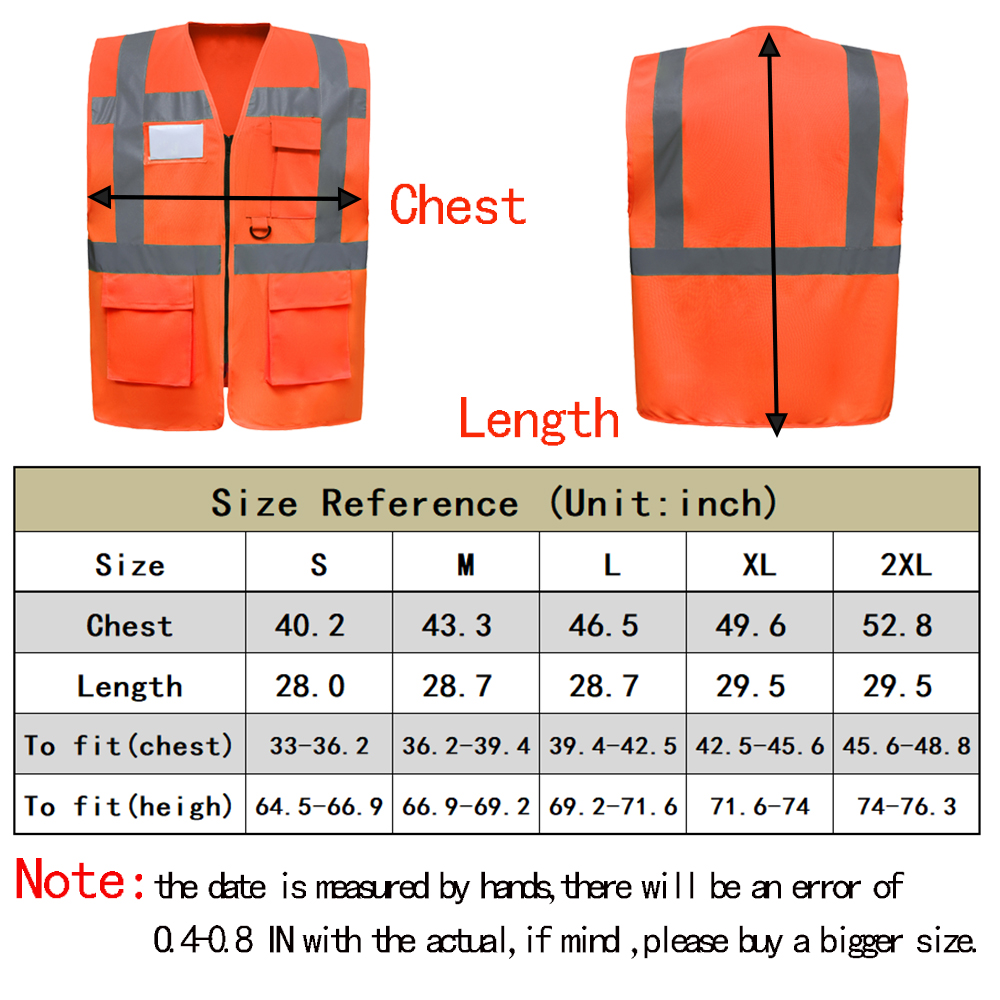 Chest
Length
Size Reference (Unit:inch)
Size S M L XL 2XL
Chest 40.2 43.3 46.5 49.6 52.8
Length 28.0 28.7 28.7 29.5 29.5
To fit(chest) 33-36.2 36.2-39.4 39.4-42.5 42.5-45.6 45.6-48.8
To fit(heigh) 64.5-66.9 66.9-69.2 69.2-71.6 71.6-74 74-76.3
Note: the date is measured by hands,there will be an error of
0.4-0.8 IN with the actual, if mind ,please buy a bigger size.